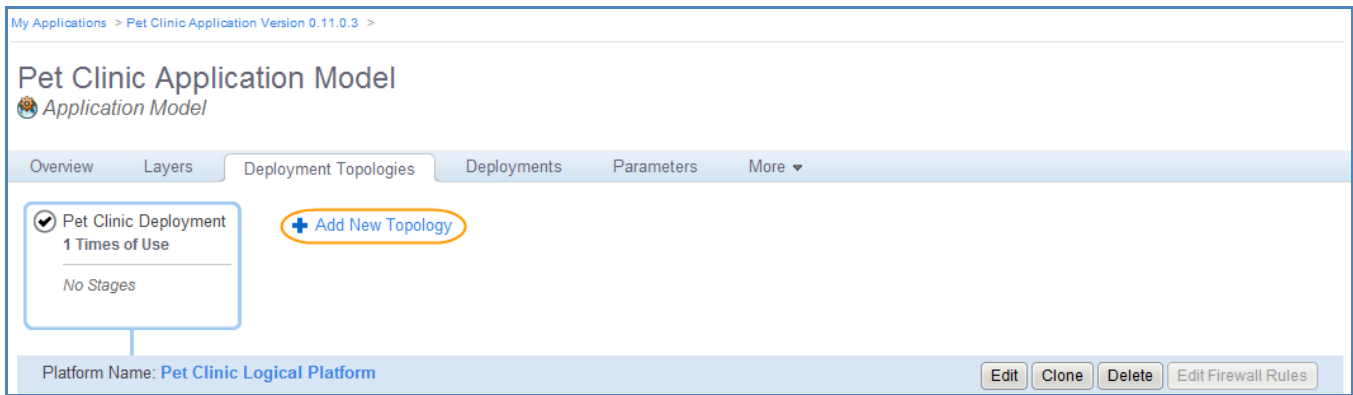 My Applications > Pet Clinic Application Version 0.11.0.3 >
Pet Clinic Application Model
Application Model
Overview Layers Deployment Topologies Deployments Parameters More
Pet Clinic Deployment
1 Times of Use
No Stages
Add New Topology
Platform Name: Pet Clinic Logical Platform
Edit Clone Delete Edit Firewall Rules